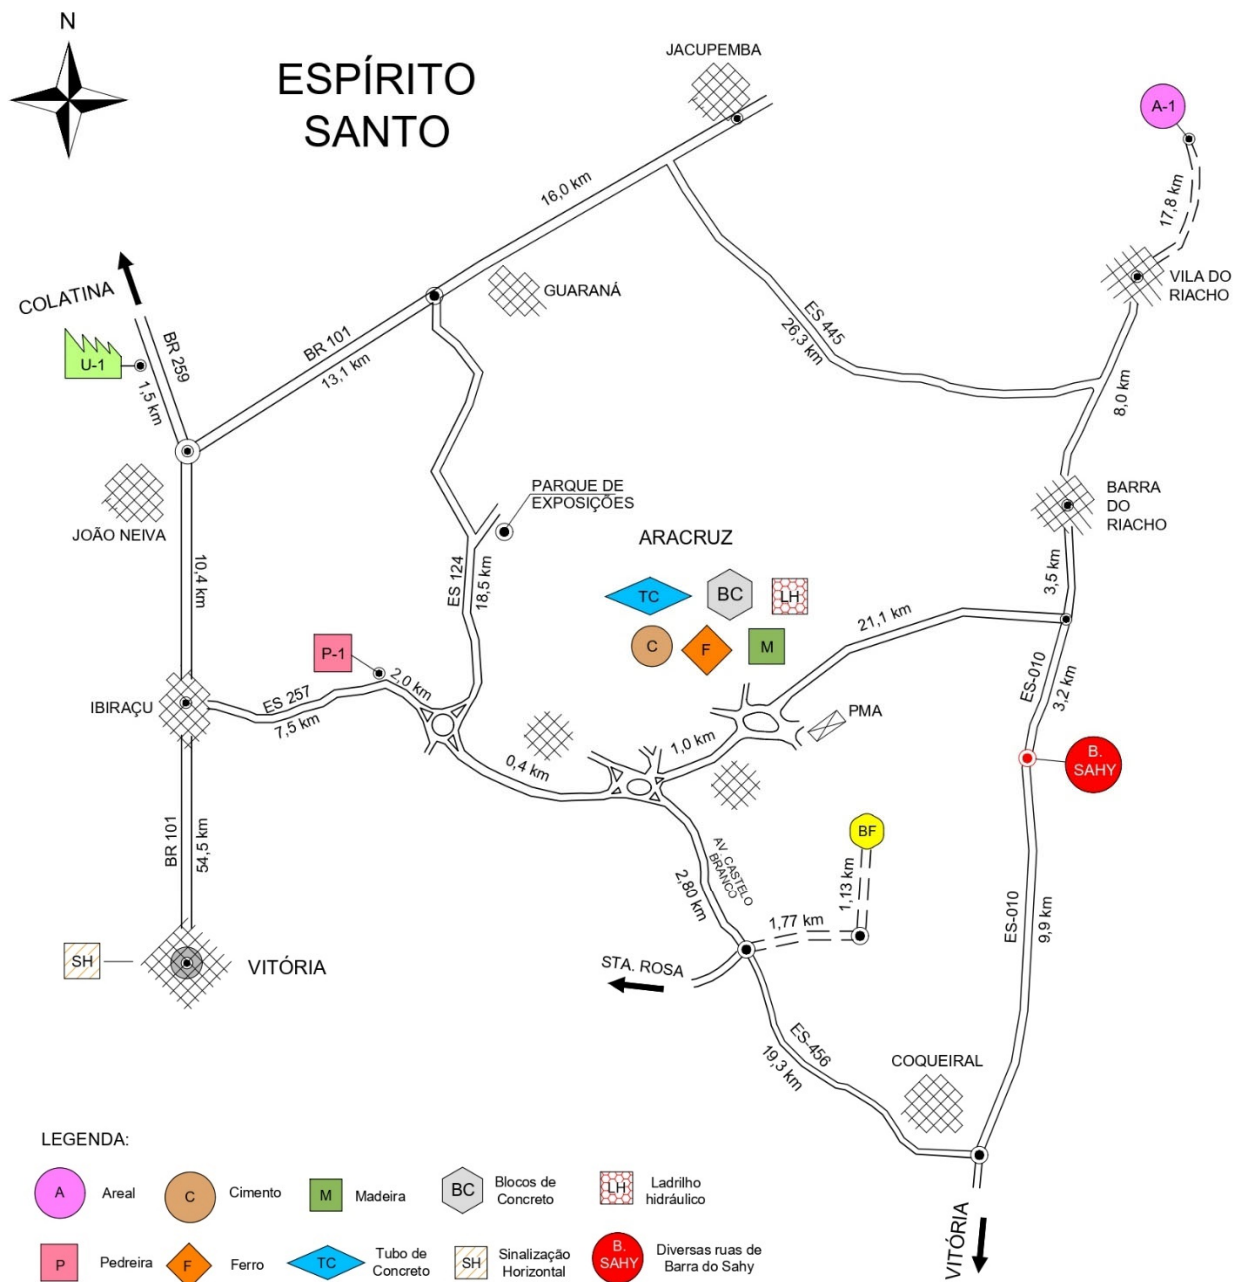 N
ESPÍRITO
SANTO
JACUPEMBA
A-1
17,8 km
16,0 km
COLATINA
GUARANÁ
VILA DO
RIACHO
U-1
BR 259
1,5 km
BR 101
13,1 km
ES 445
26,3 km
8,0 km
JOÃO NEIVA
PARQUE DE
EXPOSIÇÕES
BARRA
DO
RIACHO
ARACRUZ
10,4 km
ES 124
18,5 km
TC
BC
LH
3,5 km
C
F
M
21,1 km
P-1
2,0 km
IBIRAÇU
ES 257
7,5 km
ES-010
3,2 km
PMA
1,0 km
0,4 km
B.
SAHY
BR 101
54,5 km
AV. CASTELO
BRANCO
2,80 km
BF
1,13 km
1,77 km
ES-010
9,9 km
SH
VITÓRIA
STA. ROSA
ES-456
19,3 km
COQUEIRAL
VITÓRIA
LEGENDA:
A
Areal
C
Cimento
M
Madeira
BC
Blocos de
Concreto
LH
Ladrilho
hidráulico
P
Pedreira
F
Ferro
TC
Tubo de
Concreto
SH
Sinalização
Horizontal
B.
SAHY
Diversas ruas de
Barra do Sahy